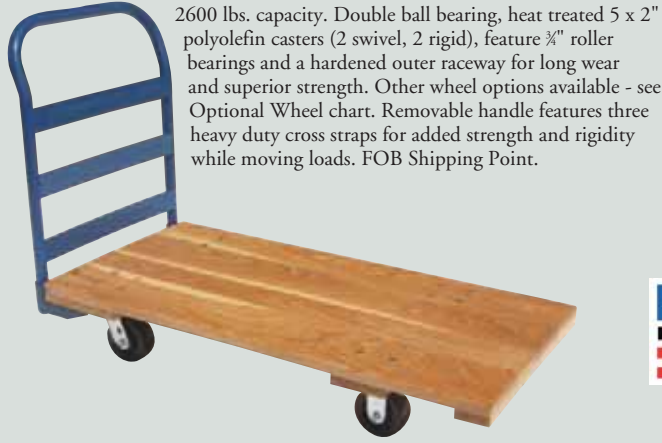 2600 lbs. capacity. Double ball bearing, heat treated 5 x 2"
polyolefin casters (2 swivel, 2 rigid), feature ¾" roller
bearings and a hardened outer raceway for long wear
and superior strength. Other wheel options available - see
Optional Wheel chart. Removable handle features three
heavy duty cross straps for added strength and rigidity
while moving loads. FOB Shipping Point.